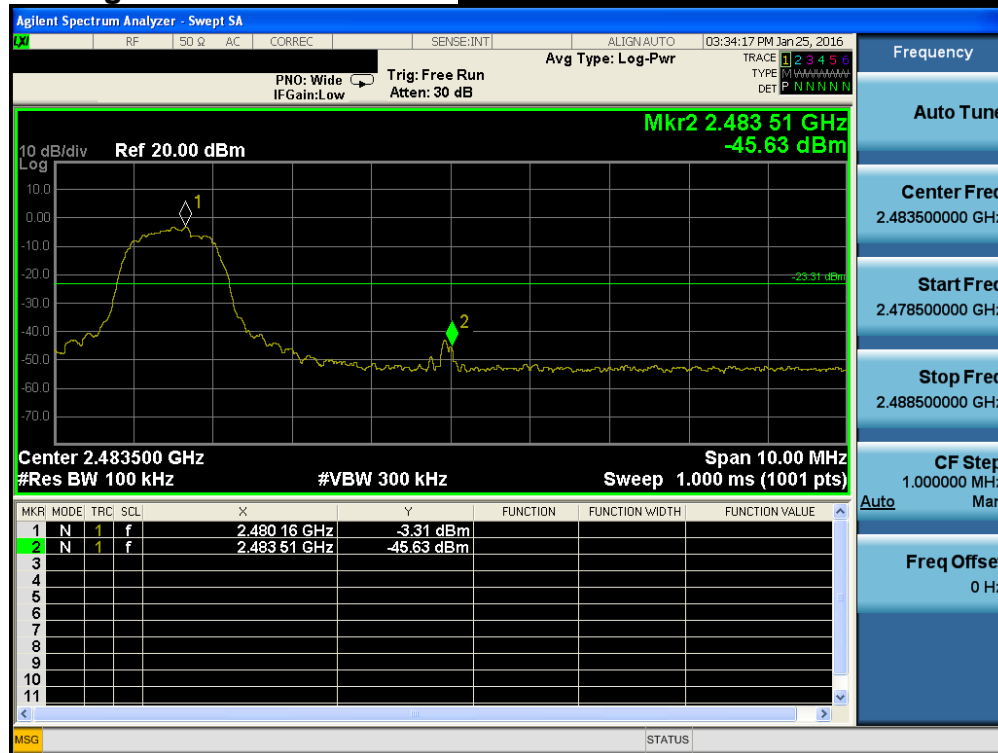 Agilent Spectrum Analyzer - Swept SA
LXI RF 50 Ω AC CORREC SENSE:INT ALIGN AUTO 03:34:17 PM Jan 25, 2016
Avg Type: Log-Pwr TRACE 1 2 3 4 5 6
PNO: Wide Trig: Free Run TYPE M
IFGain:Low Atten: 30 dB DET P N N N N N
Mkr2 2.483 51 GHz
10 dB/div Ref 20.00 dBm -45.63 dBm
Log
10.0
0.00
-10.0
-20.0
-30.0
-40.0
-50.0
-60.0
-70.0
1
-23.31 dBm
2
Center 2.483500 GHz Span 10.00 MHz
#Res BW 100 kHz #VBW 300 kHz Sweep 1.000 ms (1001 pts)
MKR MODE TRC SCL X Y FUNCTION FUNCTION WIDTH FUNCTION VALUE
1 N 1 f 2.480 16 GHz -3.31 dBm
2 N 1 f 2.483 51 GHz -45.63 dBm
3
4
5
6
7
8
9
10
11
MSG STATUS
Frequency
Auto Tune
Center Freq
2.483500000 GHz
Start Freq
2.478500000 GHz
Stop Freq
2.488500000 GHz
CF Step
1.000000 MHz
Auto Man
Freq Offset
0 Hz